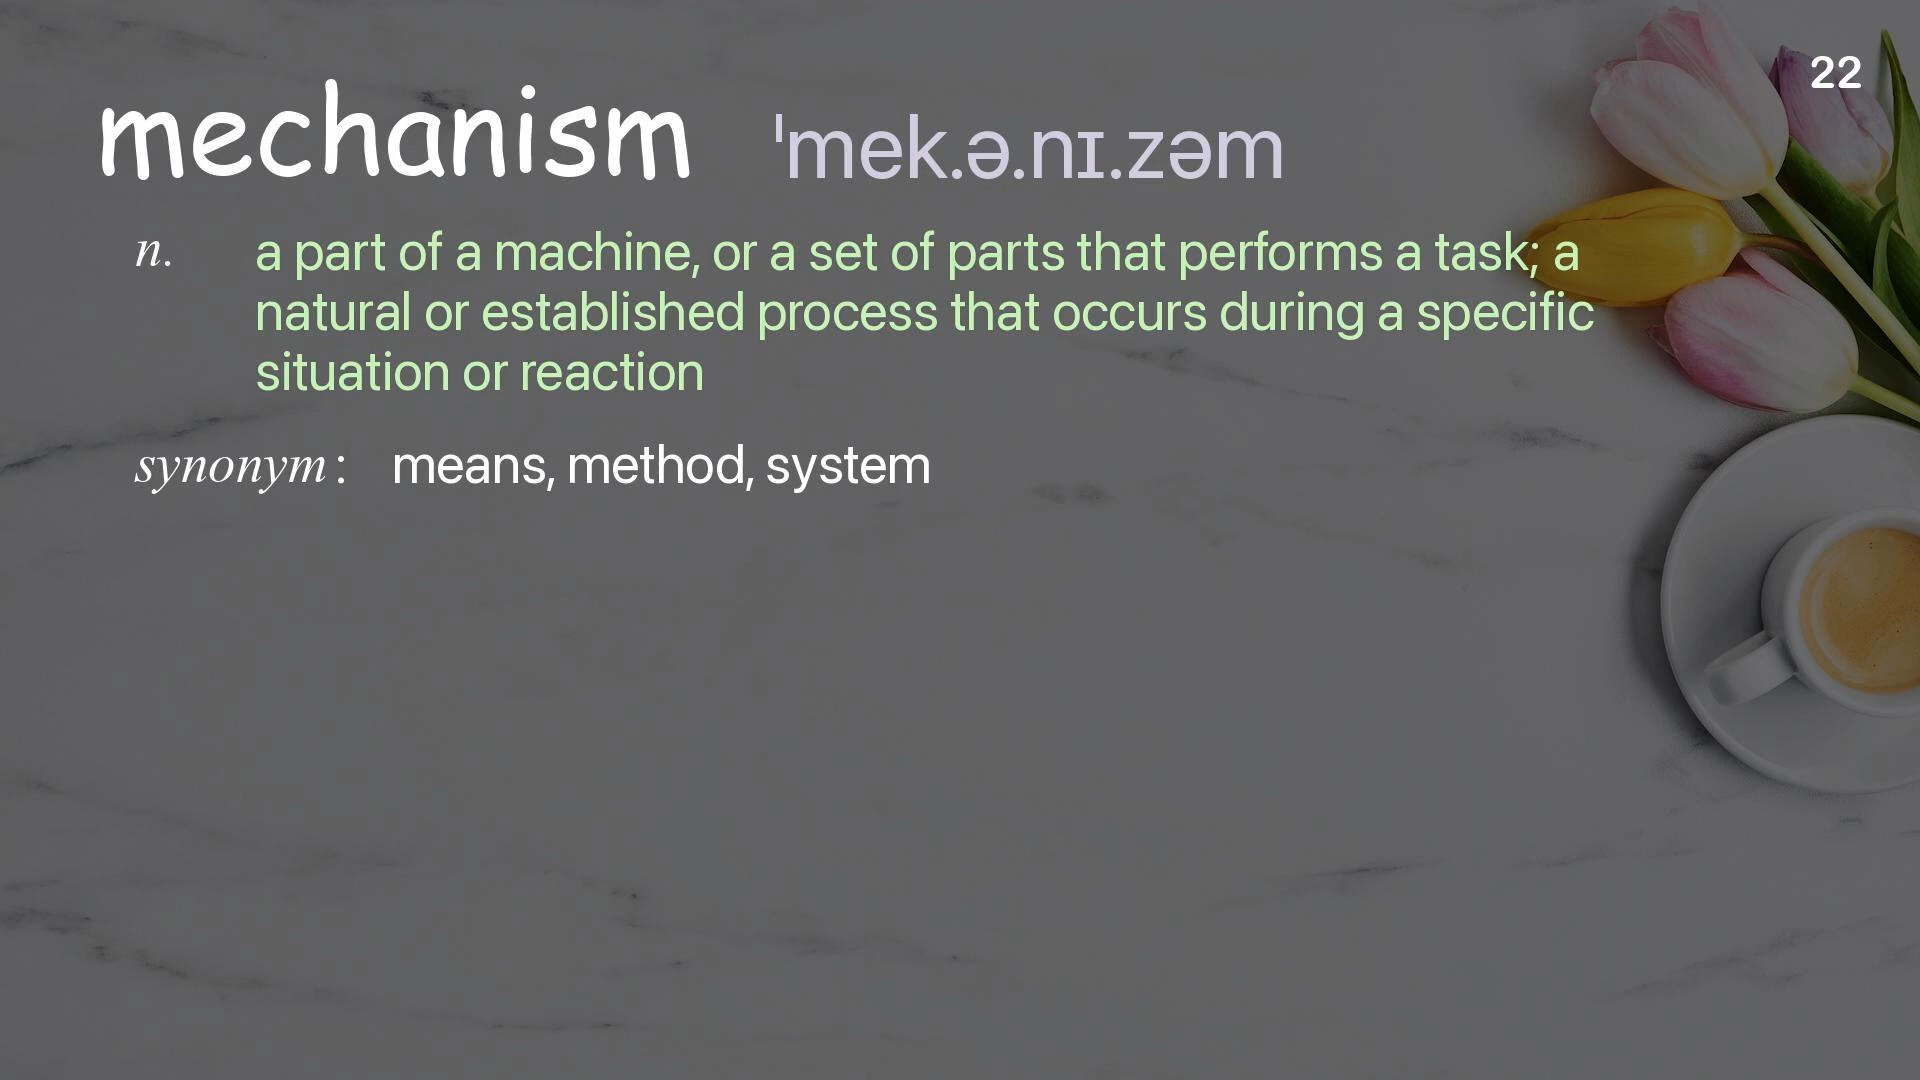 22
mechanism ˈmek.ə.nɪ.zəm
n. a part of a machine, or a set of parts that performs a task; a
natural or established process that occurs during a specific
situation or reaction
synonym : means, method, system